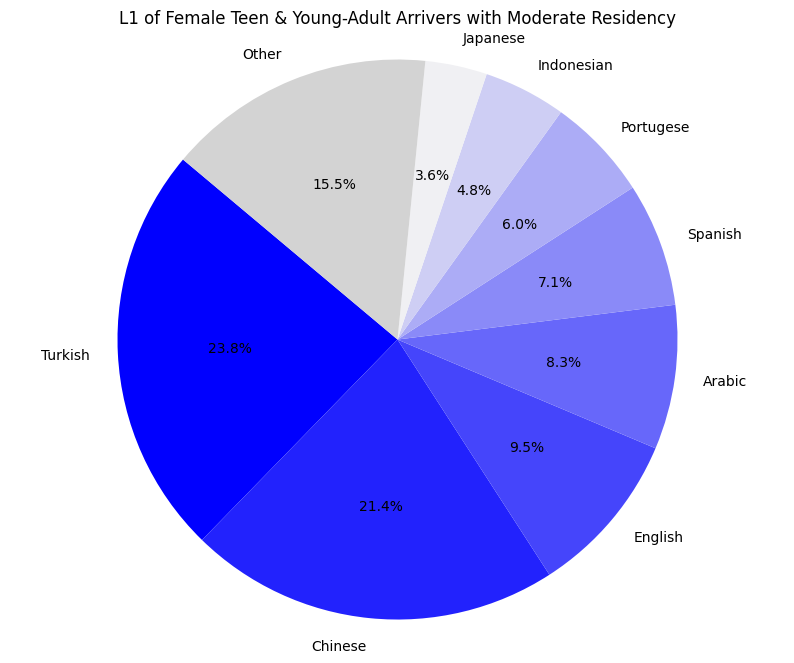 L1 of Female Teen & Young-Adult Arrivers with Moderate Residency
Japanese
Other
Indonesian
Portugese
3.6%
15.5%
4.8%
6.0%
Spanish
7.1%
Turkish
23.8%
8.3%
Arabic
9.5%
21.4%
English
Chinese